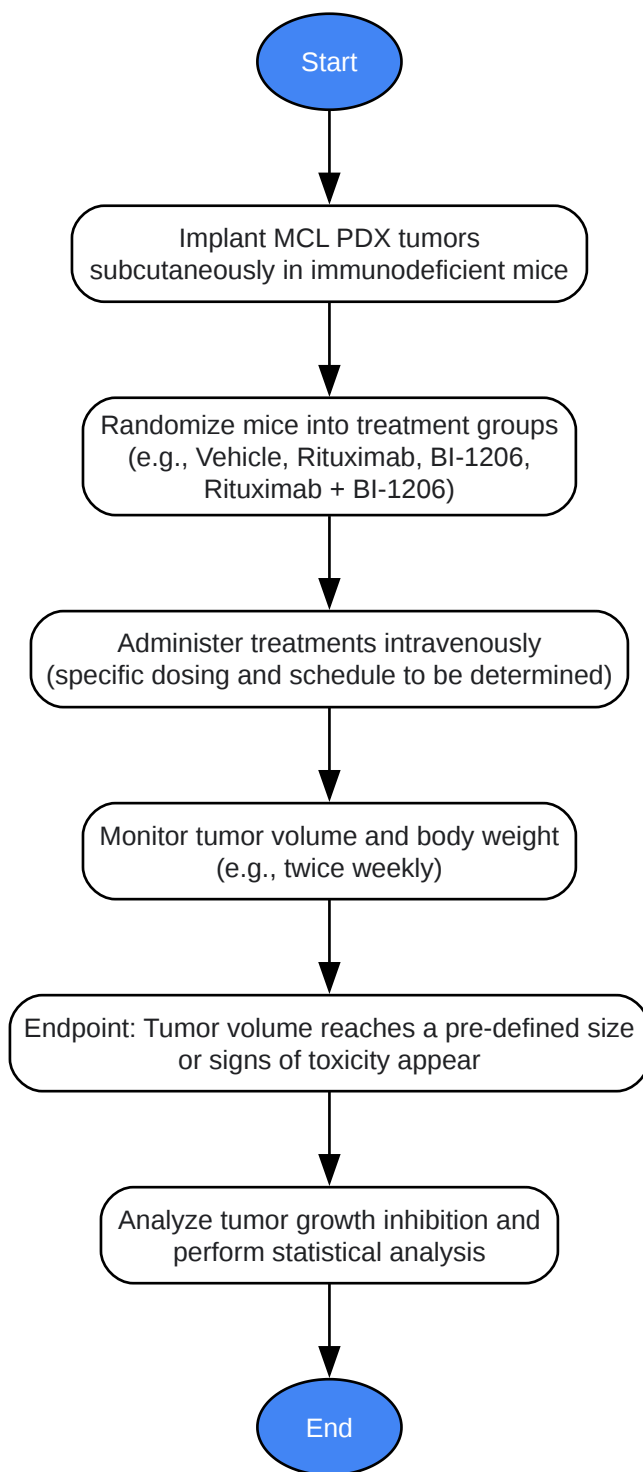 Start
Implant MCL PDX tumors
subcutaneously in immunodeficient mice
Randomize mice into treatment groups
(e.g., Vehicle, Rituximab, BI-1206,
Rituximab + BI-1206)
Administer treatments intravenously
(specific dosing and schedule to be determined)
Monitor tumor volume and body weight
(e.g., twice weekly)
Endpoint: Tumor volume reaches a pre-defined size
or signs of toxicity appear
Analyze tumor growth inhibition and
perform statistical analysis
End